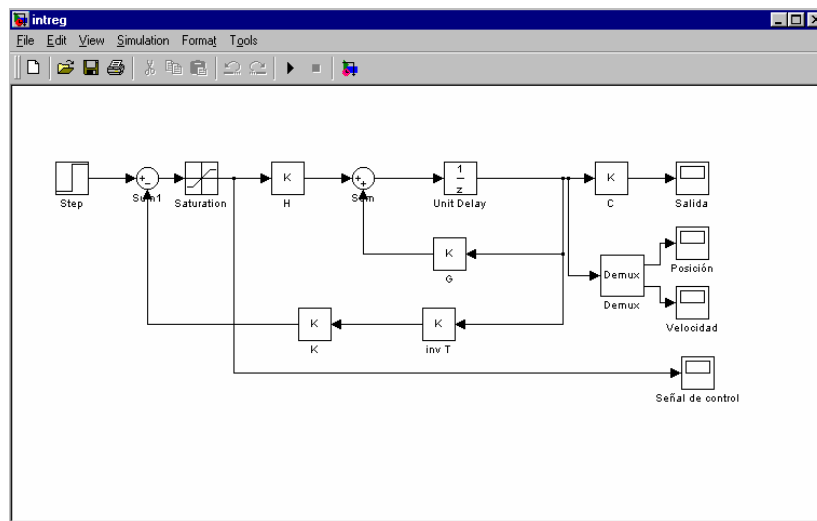 intreg
File Edit View Simulation Format Tools
Step
+
−
Sum1
Saturation
K
H
+
+
Sum
1
z
Unit Delay
K
C
Salida
K
G
Demux
Demux
Posición
Velocidad
K
K
K
inv T
Señal de control